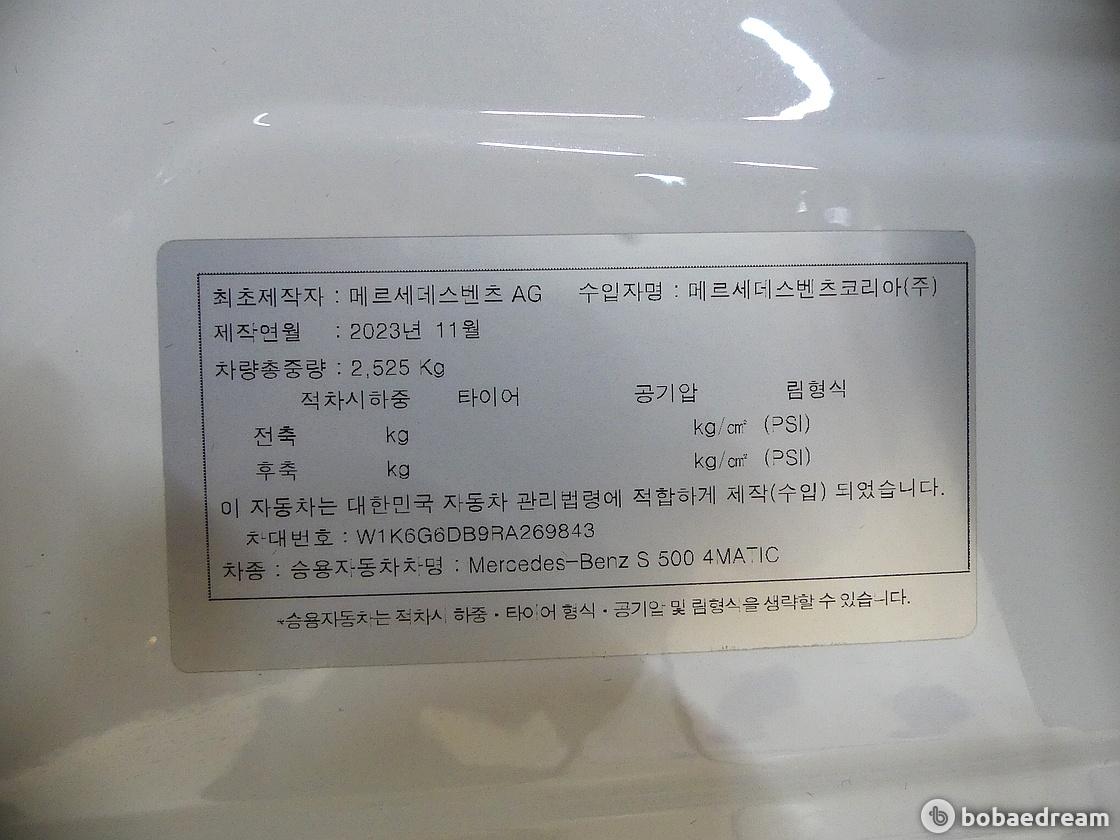 최초제작자 : 메르세데스벤츠 AG 수입자명 : 메르세데스벤츠코리아(주)
제작연월 : 2023년 11월
차량총중량 : 2,525 Kg
적차시하중 타이어 공기압 림형식
전축 kg kg/㎠ (PSI)
후축 kg kg/㎠ (PSI)
이 자동차는 대한민국 자동차 관리법령에 적합하게 제작(수입) 되었습니다.
차대번호 : W1K6G6DB9RA269843
차종 : 승용자동차차명 : Mercedes-Benz S 500 4MATIC
*승용자동차는 적차시 하중・타이어 형식・공기압 및 림형식을 생략할 수 있습니다.
bobaedream